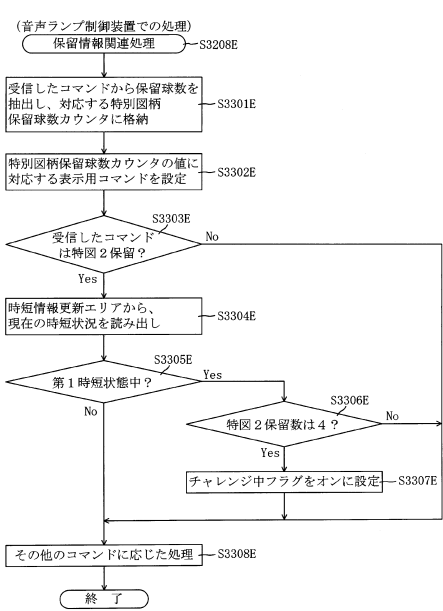 (音声ランプ制御装置での処理)
保留情報関連処理
S3208E
受信したコマンドから保留球数を
抽出し、対応する特別図柄
保留球数カウンタに格納
S3301E
特別図柄保留球数カウンタの値に
対応する表示用コマンドを設定
S3302E
S3303E
受信したコマンド
は特図2保留?
No
Yes
時短情報更新エリアから、
現在の時短状況を読み出し
S3304E
S3305E
第1時短状態中?
Yes
No
S3306E
特図2保留数は4?
No
Yes
チャレンジ中フラグをオンに設定
S3307E
その他のコマンドに応じた処理
S3308E
終 了